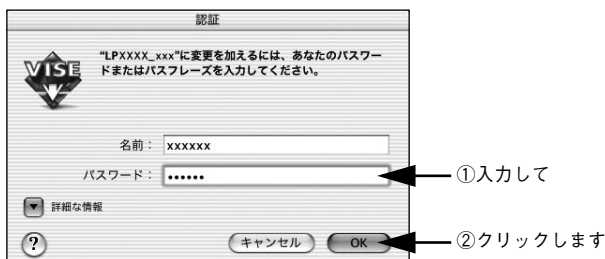 認証
VISE
"LPXXXX_xxx"に変更を加えるには、あなたのパスワー
ドまたはパスフレーズを入力してください。
名前： xxxxxx
パスワード： ••••••
①入力して
詳細な情報
?
キャンセル OK
②クリックします